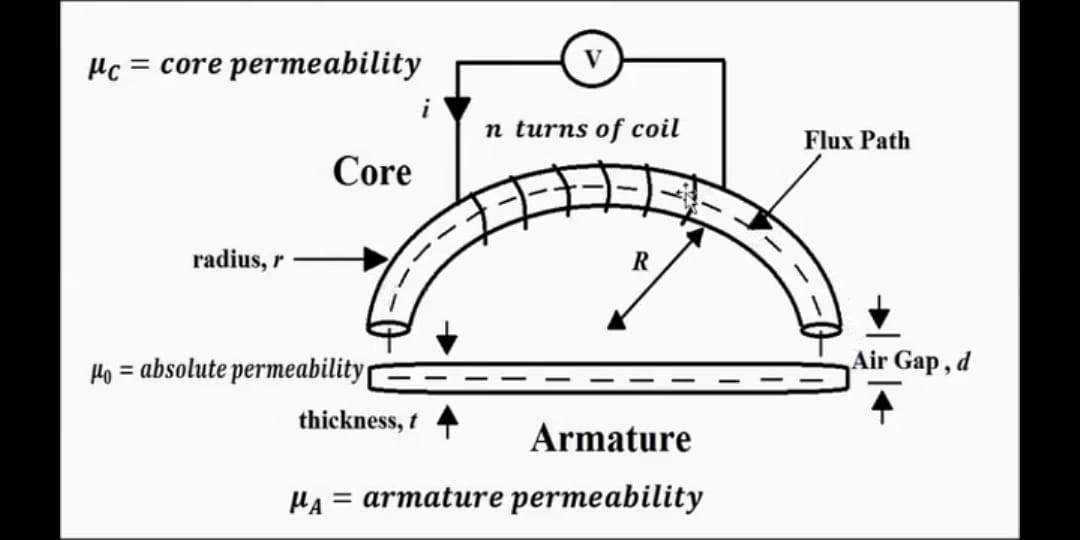 μC = core permeability
V
i
n turns of coil
Flux Path
Core
radius, r
R
μ0 = absolute permeability
Air Gap , d
thickness, t
Armature
μA = armature permeability